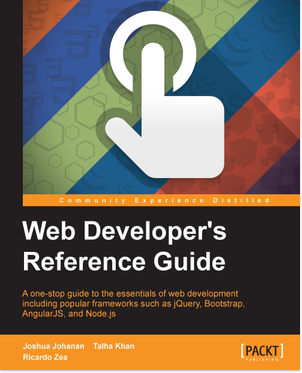 Community Experience Distilled
Web Developer's
Reference Guide
A one-stop guide to the essentials of web development
including popular frameworks such as jQuery, Bootstrap,
AngularJS, and Node.js
Joshua Johanan Talha Khan
Ricardo Zea
[PACKT]
PUBLISHING